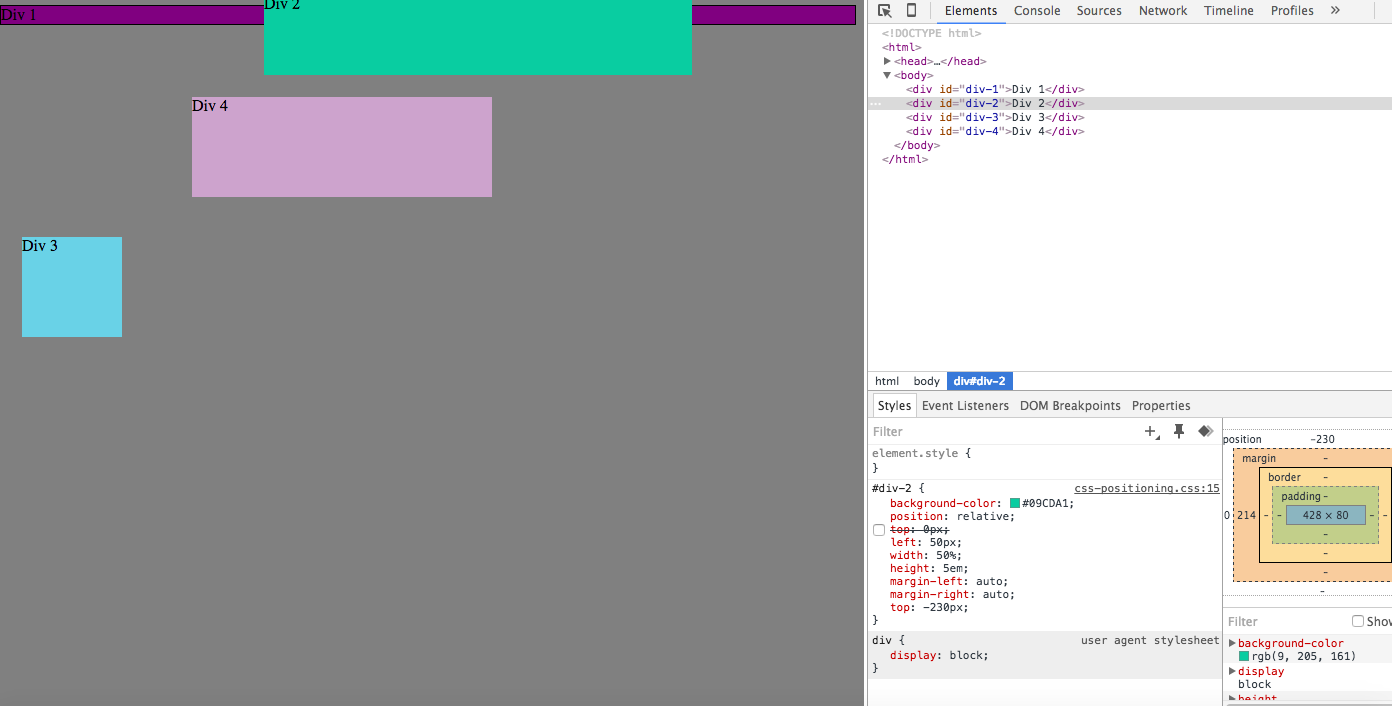 Div 1
Div 2
Div 4
Div 3
Elements Console Sources Network Timeline Profiles »
<!DOCTYPE html>
<html>
▶<head>…</head>
▼<body>
<div id="div-1">Div 1</div>
... <div id="div-2">Div 2</div>
<div id="div-3">Div 3</div>
<div id="div-4">Div 4</div>
</body>
</html>
html body div#div-2
Styles Event Listeners DOM Breakpoints Properties
Filter
element.style {
}
#div-2 { css-positioning.css:15
background-color: #09CDA1;
position: relative;
top: 0px;
left: 50px;
width: 50%;
height: 5em;
margin-left: auto;
margin-right: auto;
top: -230px;
}
div { user agent stylesheet
display: block;
}
position -230
margin -
border -
padding -
0 214 - - 428 × 80 - -
-
-
-
-
Filter Show
▶background-color
rgb(9, 205, 161)
▶display
block
▶height